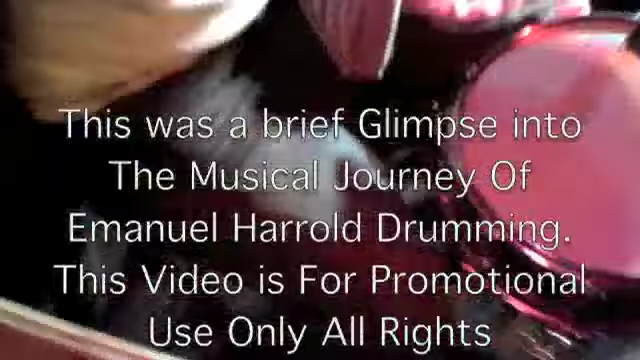 This was a brief Glimpse into
The Musical Journey Of
Emanuel Harrold Drumming.
This Video is For Promotional
Use Only All Rights